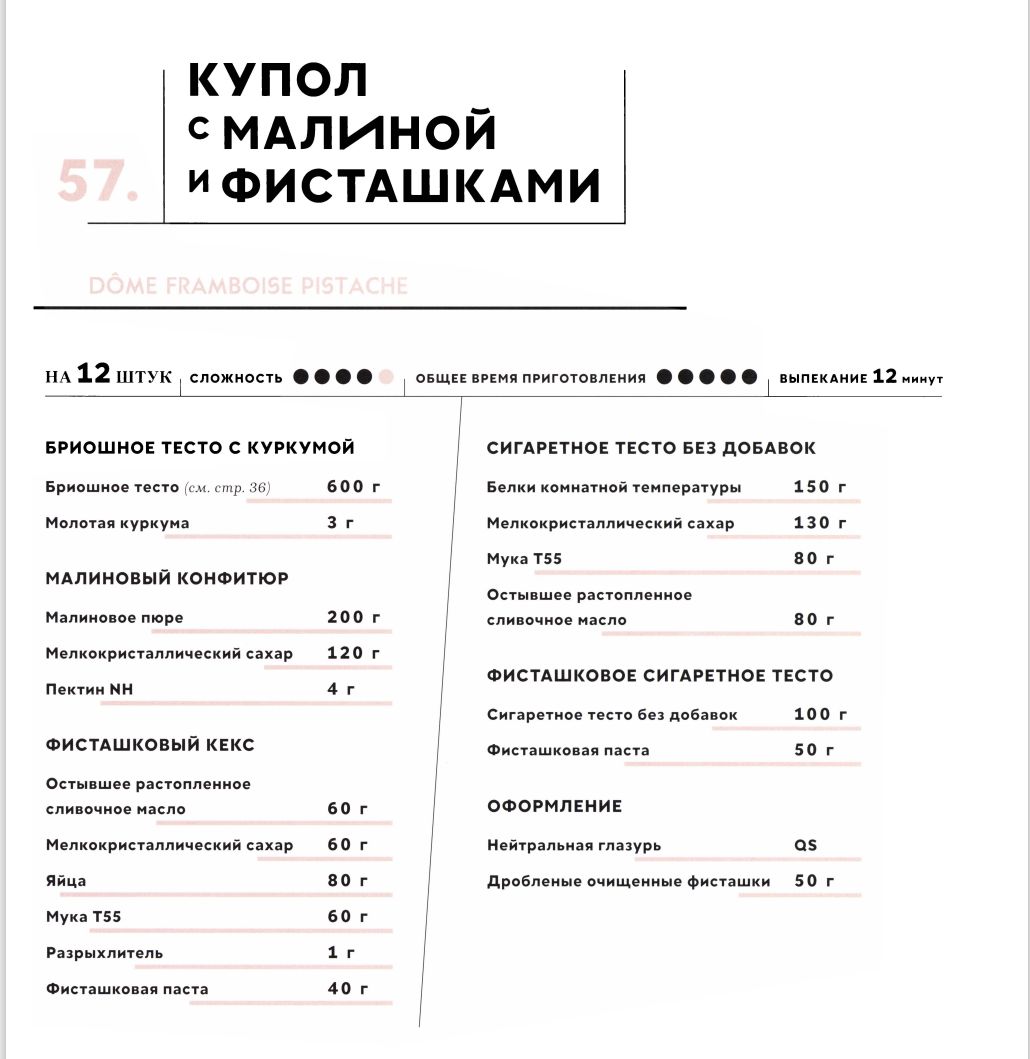 КУПОЛ
С МАЛИНОЙ
И ФИСТАШКАМИ
57.
DÔME FRAMBOISE PISTACHE
НА 12 ШТУК
СЛОЖНОСТЬ
ОБЩЕЕ ВРЕМЯ ПРИГОТОВЛЕНИЯ
ВЫПЕКАНИЕ 12 минут
БРИОШНОЕ ТЕСТО С КУРКУМОЙ
Бриошное тесто (см. стр. 36) 600 г
Молотая куркума 3 г
МАЛИНОВЫЙ КОНФИТЮР
Малиновое пюре 200 г
Мелкокристаллический сахар 120 г
Пектин NH 4 г
ФИСТАШКОВЫЙ КЕКС
Остывшее растопленное
сливочное масло 60 г
Мелкокристаллический сахар 60 г
Яйца 80 г
Мука T55 60 г
Разрыхлитель 1 г
Фисташковая паста 40 г
СИГАРЕТНОЕ ТЕСТО БЕЗ ДОБАВОК
Белки комнатной температуры 150 г
Мелкокристаллический сахар 130 г
Мука T55 80 г
Остывшее растопленное
сливочное масло 80 г
ФИСТАШКОВОЕ СИГАРЕТНОЕ ТЕСТО
Сигаретное тесто без добавок 100 г
Фисташковая паста 50 г
ОФОРМЛЕНИЕ
Нейтральная глазурь QS
Дробленые очищенные фисташки 50 г